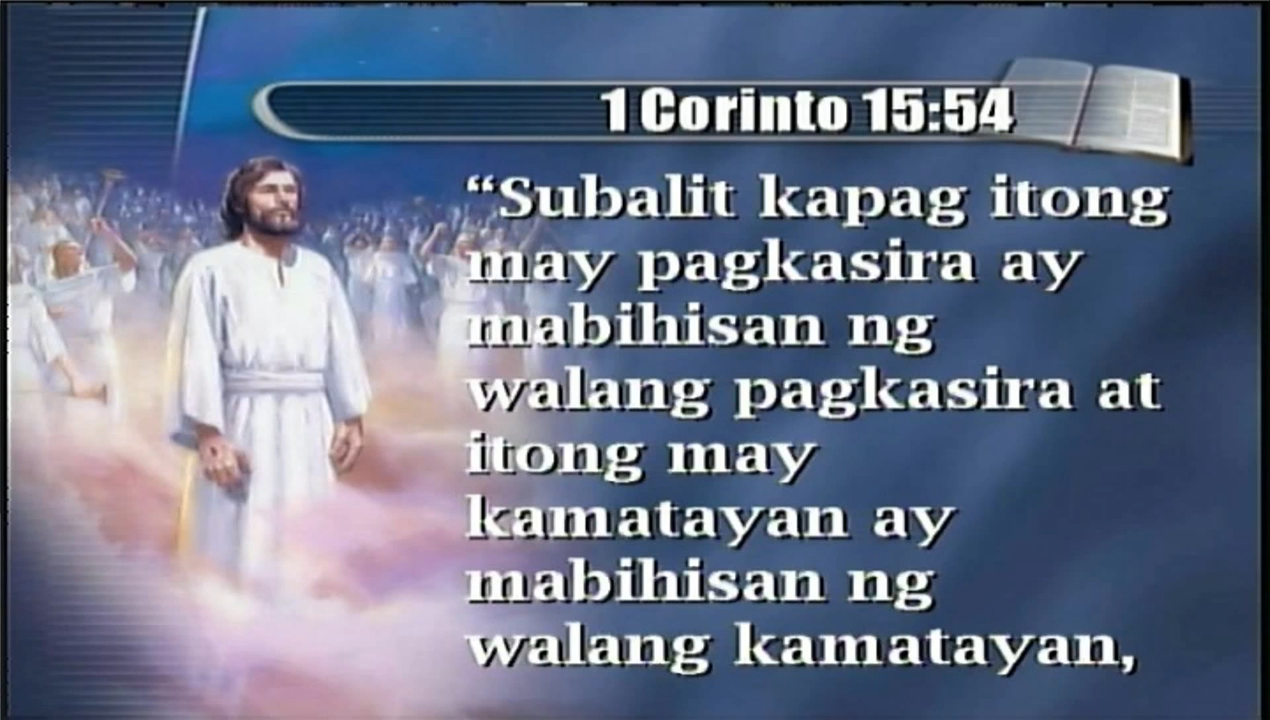 1 Corinto 15:54
“Subalit kapag itong
may pagkasira ay
mabihisan ng
walang pagkasira at
itong may
kamatayan ay
mabihisan ng
walang kamatayan,